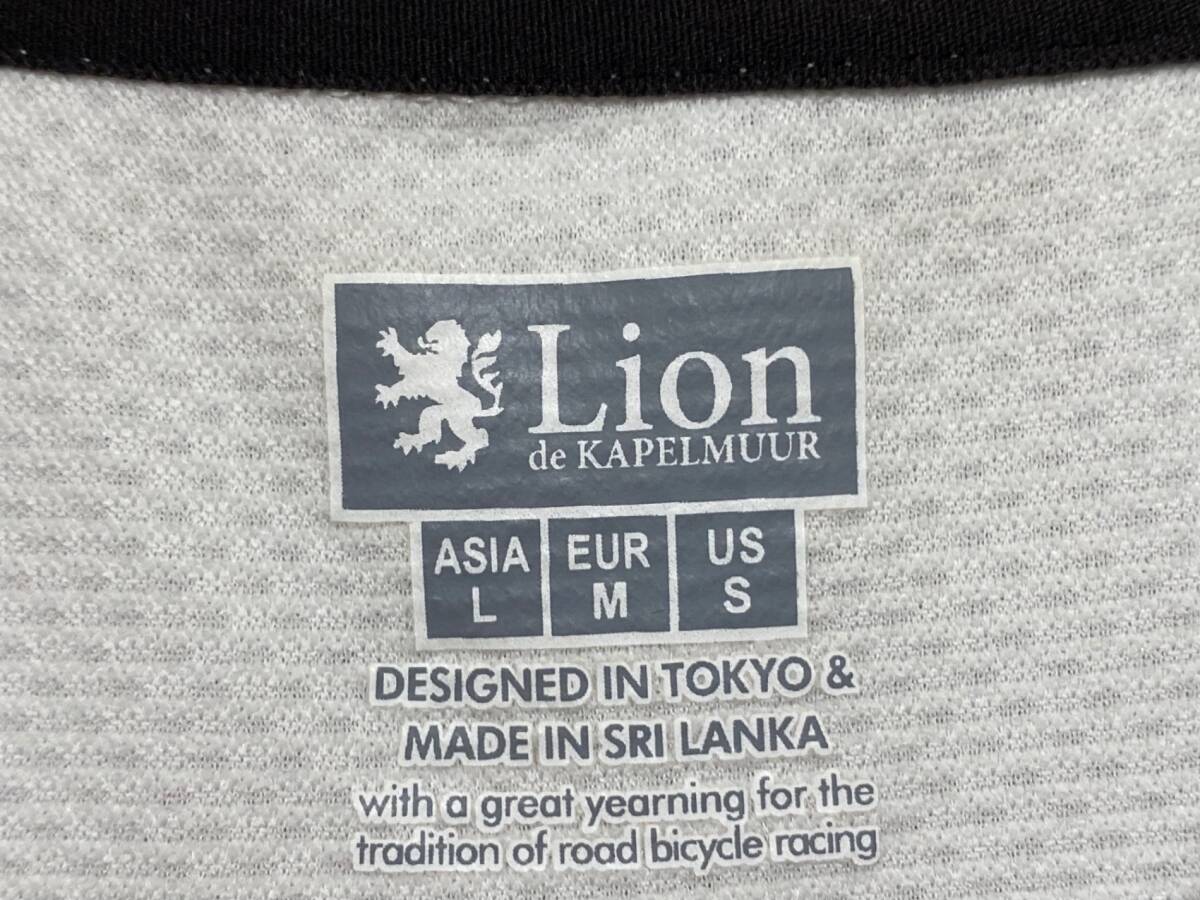 Lion
de KAPELMUUR
ASIA EUR US
L M S
DESIGNED IN TOKYO &
MADE IN SRI LANKA
with a great yearning for the
tradition of road bicycle racing